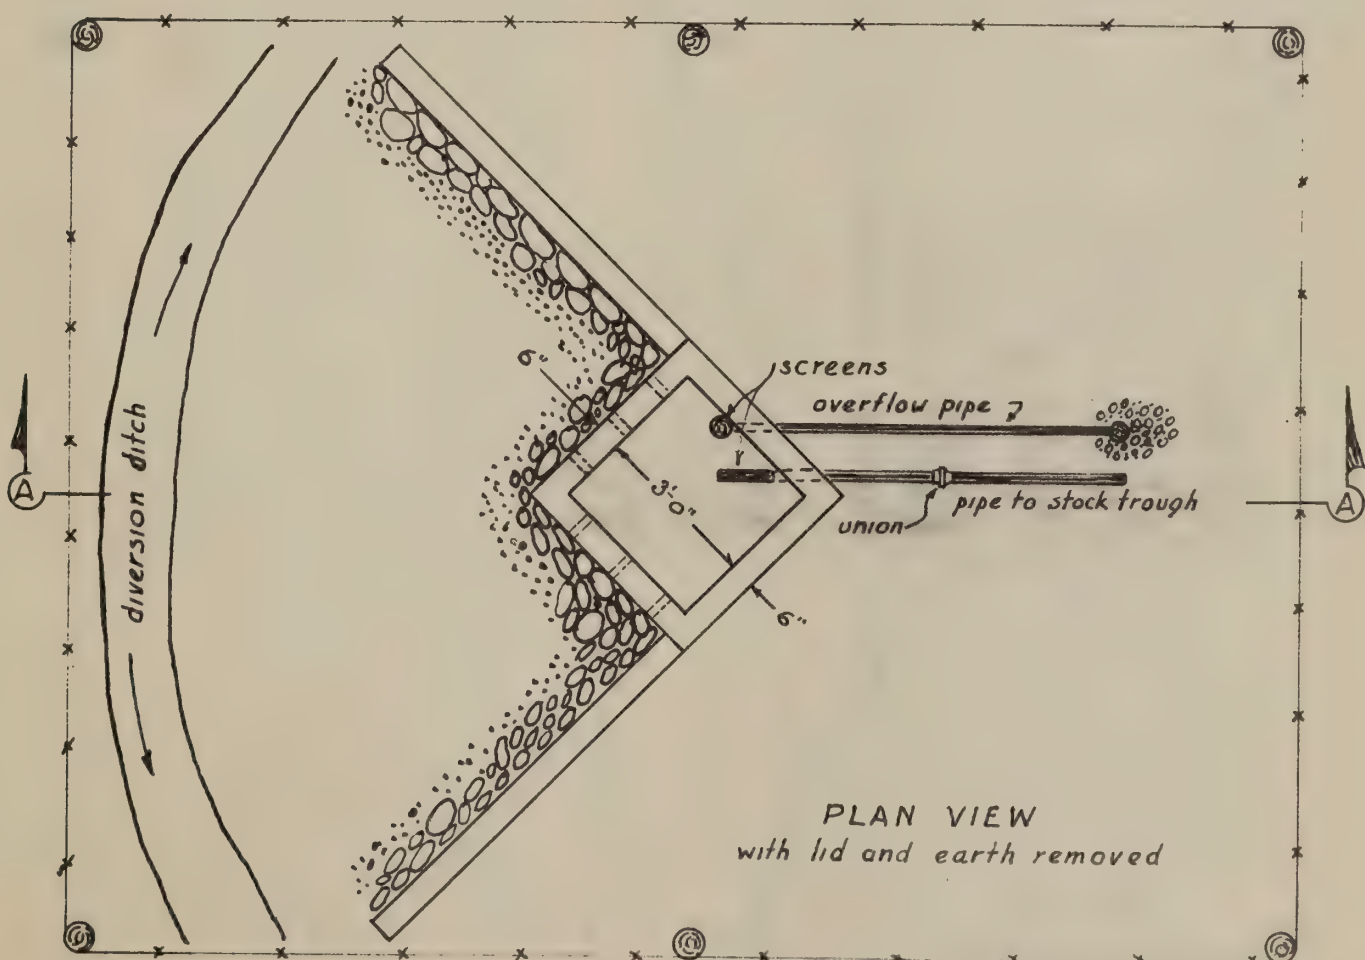 6"
screens
overflow pipe
diversion ditch
3'-0"
A
A
pipe to stock trough
union
6"
PLAN VIEW
with lid and earth removed